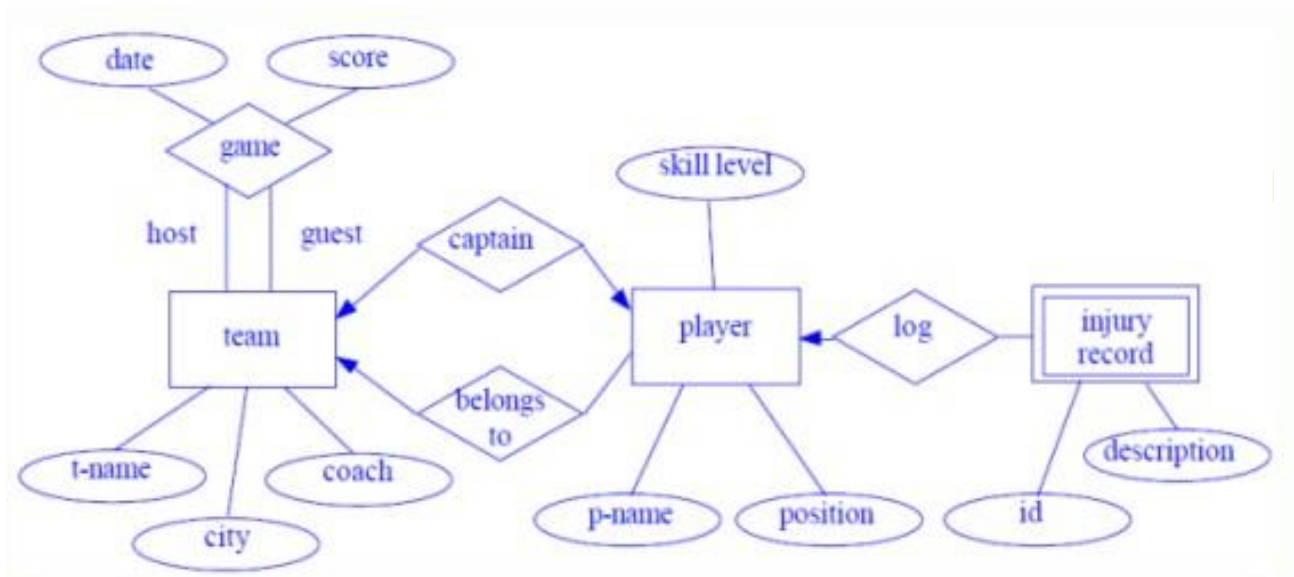 date
score
game
skill level
host
guest
captain
team
player
log
injury
record
belongs
to
t-name
coach
city
p-name
position
id
description